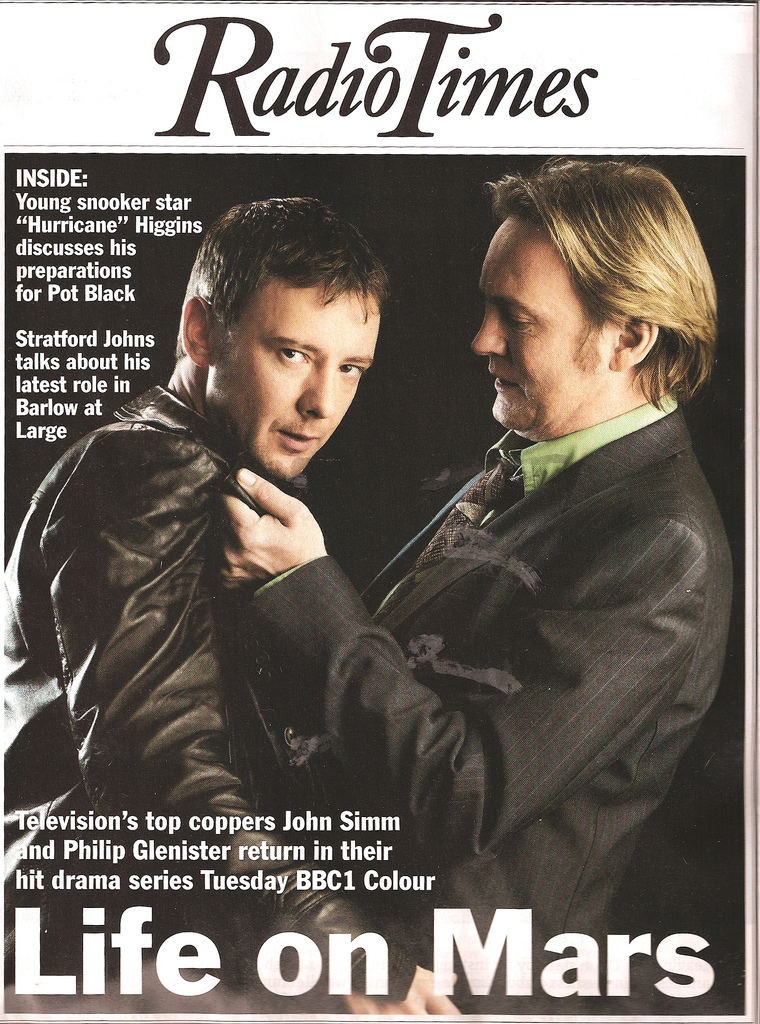 RadioTimes
INSIDE:
Young snooker star
“Hurricane” Higgins
discusses his
preparations
for Pot Black
Stratford Johns
talks about his
latest role in
Barlow at
Large
Television's top coppers John Simm
and Philip Glenister return in their
hit drama series Tuesday BBC1 Colour
Life on Mars